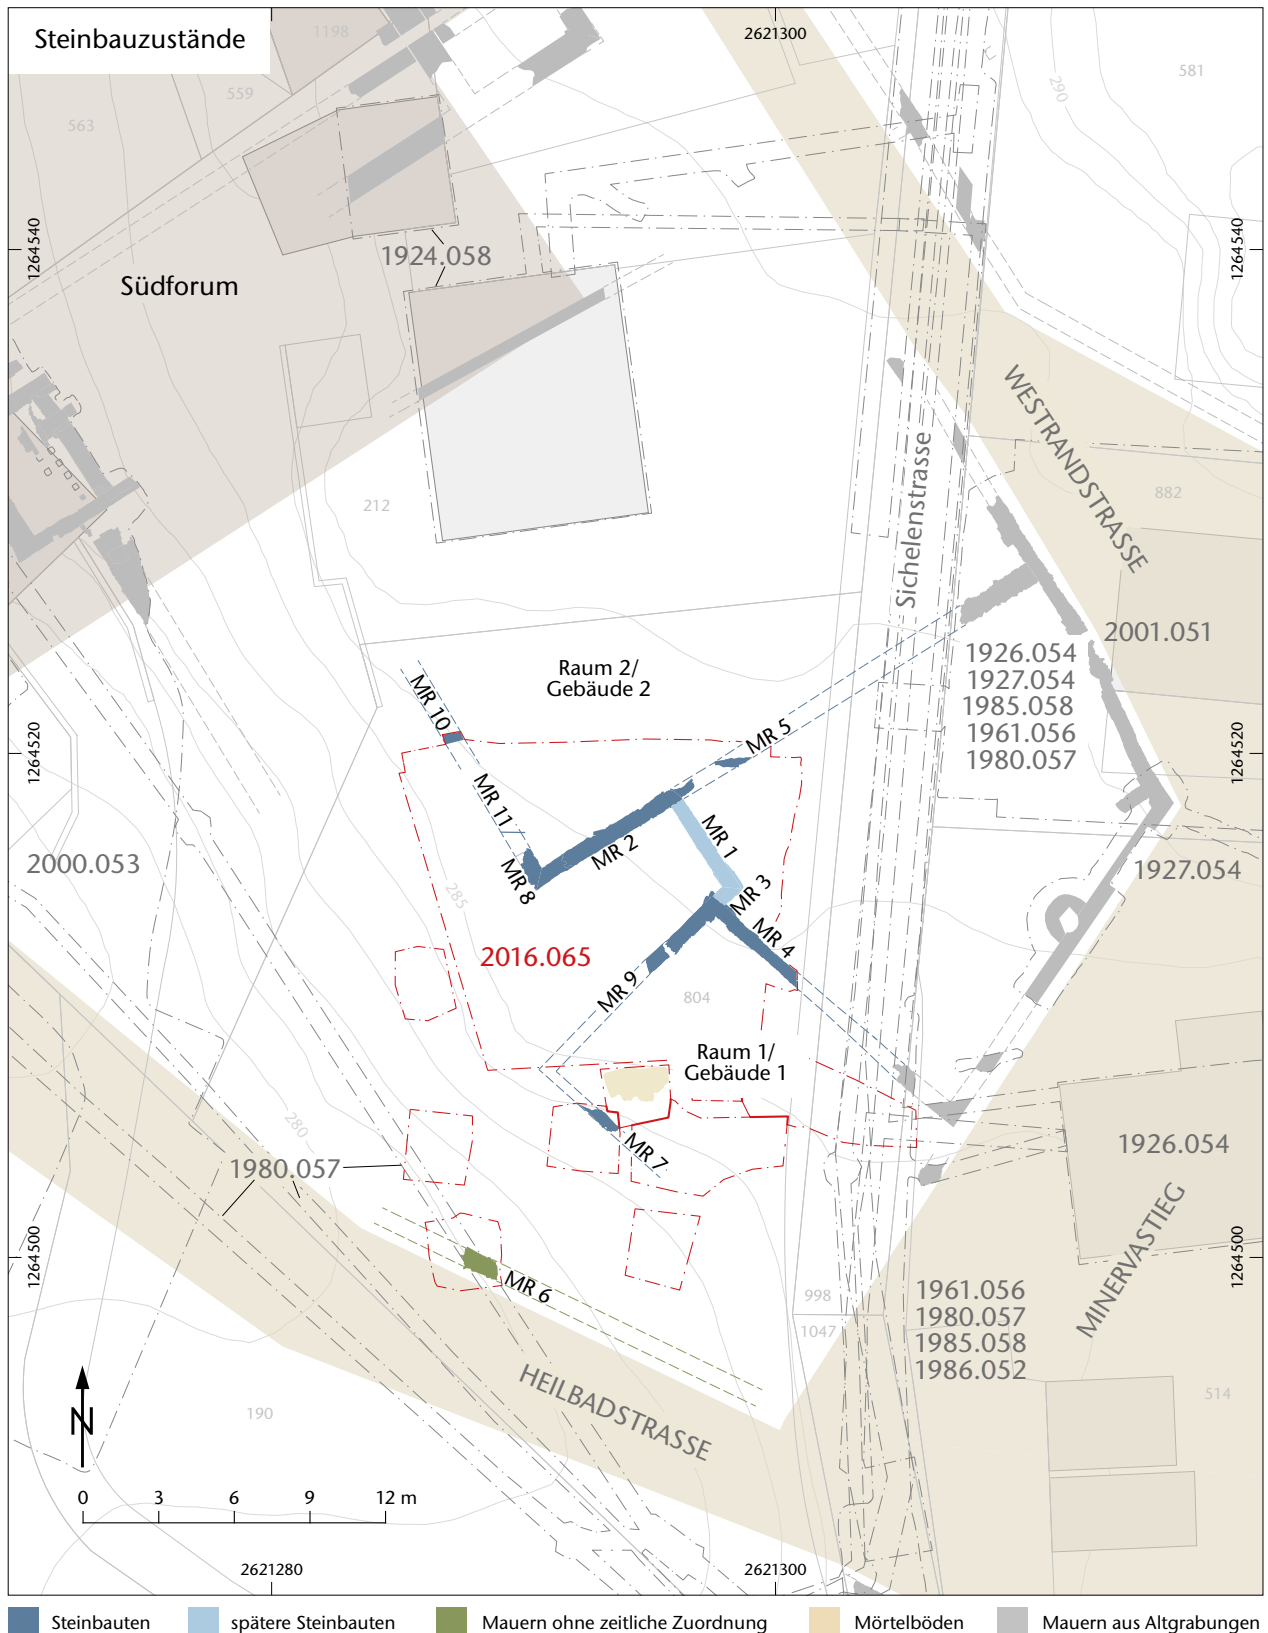 Steinbauzustände
1198
2621300
581
559
290
563
1264540
1264540
1924.058
Südforum
WESTRANDSTRASSE
Sichelenstrasse
882
212
2001.051
1926.054
1927.054
1985.058
1961.056
1980.057
Raum 2/
Gebäude 2
MR 10
MR 5
1264520
1264520
MR 11
MR 1
MR 2
2000.053
1927.054
MR 8
MR 3
285
MR 4
2016.065
MR 9
804
Raum 1/
Gebäude 1
280
1926.054
MR 7
1980.057
MINERVASTIEG
1264500
1264500
MR 6
998
1047
1961.056
1980.057
1985.058
1986.052
HEILBADSTRASSE
514
190
N
0 3 6 9 12 m
2621280
2621300
Steinbauten
spätere Steinbauten
Mauern ohne zeitliche Zuordnung
Mörtelböden
Mauern aus Altgrabungen